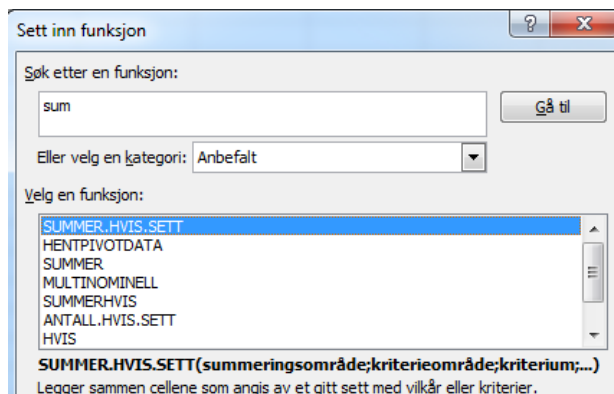 Sett inn funksjon
Søk etter en funksjon:
sum
Gå til
Eller velg en kategori: Anbefalt
Velg en funksjon:
SUMMER.HVIS.SETT
HENTPIVOTDATA
SUMMER
MULTINOMINELL
SUMMERHVIS
ANTALL.HVIS.SETT
HVIS
SUMMER.HVIS.SETT(summeringsområde;kriterieområde;kriterium;...)
Legger sammen cellene som angis av et gitt sett med vilkår eller kriterier.